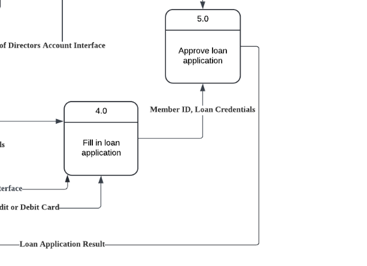 5.0
of Directors Account Interface
Approve loan
application
4.0
Member ID, Loan Credentials
Fill in loan
application
ls
terface
dit or Debit Card
Loan Application Result